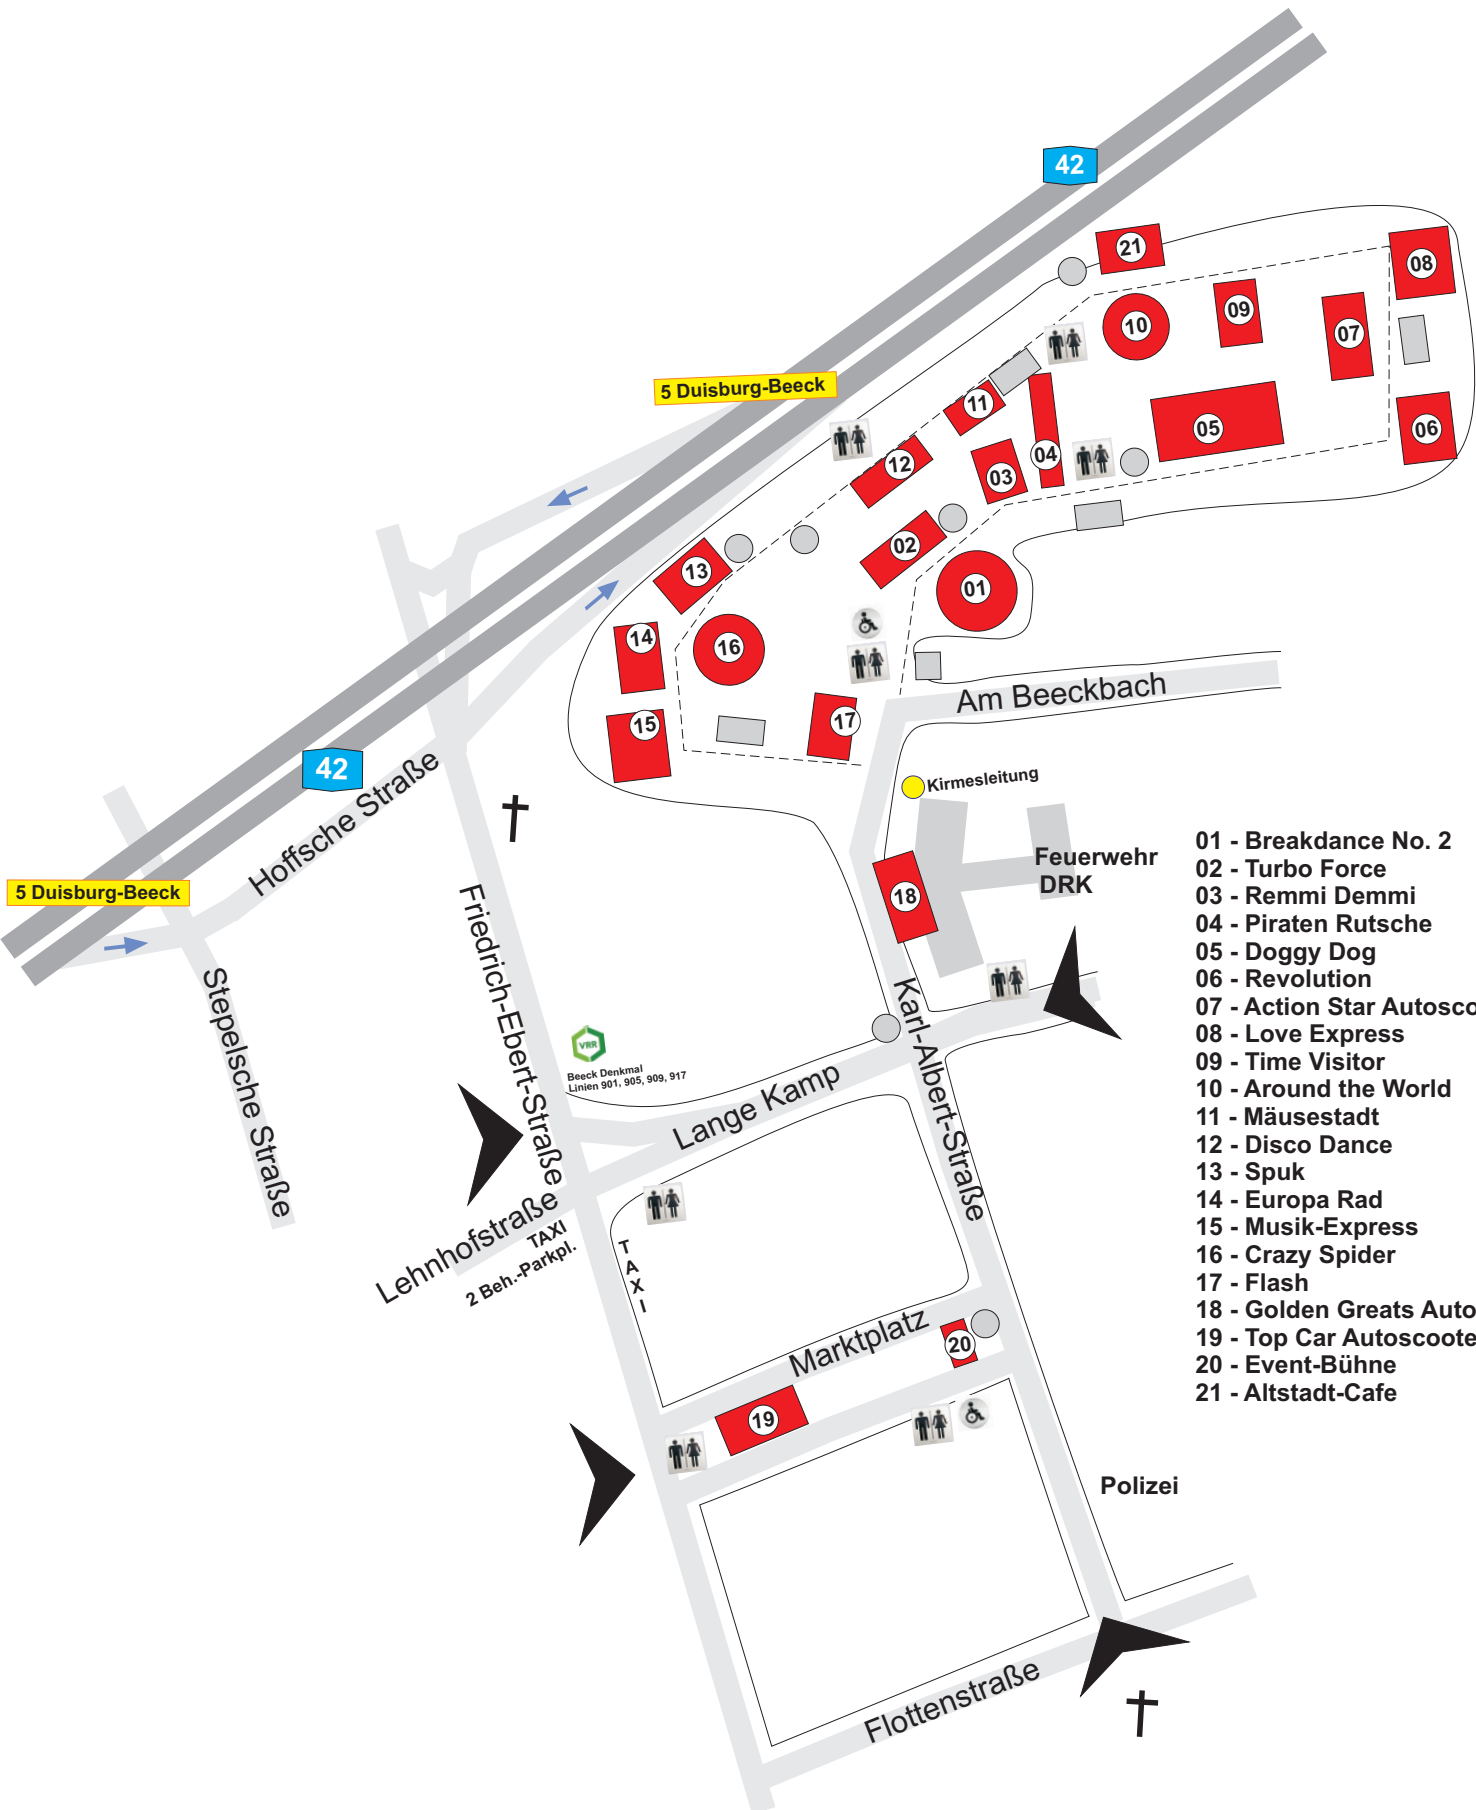 42
21
08
09
10
07
5 Duisburg-Beeck
11
05
06
04
12
03
02
13
01
14
16
15
17
Am Beeckbach
42
Hoffsche Straße
Kirmesleitung
Feuerwehr
DRK
18
5 Duisburg-Beeck
Friedrich-Ebert-Straße
Stepelsche Straße
Karl-Albert-Straße
VRR
Beeck Denkmal
Linien 901, 905, 909, 917
Lange Kamp
Lehnhofstraße
TAXI
2 Beh.-Parkpl.
TAXI
Marktplatz
20
19
Polizei
Flottenstraße
01 - Breakdance No. 2
02 - Turbo Force
03 - Remmi Demmi
04 - Piraten Rutsche
05 - Doggy Dog
06 - Revolution
07 - Action Star Autosco
08 - Love Express
09 - Time Visitor
10 - Around the World
11 - Mäusestadt
12 - Disco Dance
13 - Spuk
14 - Europa Rad
15 - Musik-Express
16 - Crazy Spider
17 - Flash
18 - Golden Greats Auto
19 - Top Car Autoscoote
20 - Event-Bühne
21 - Altstadt-Cafe